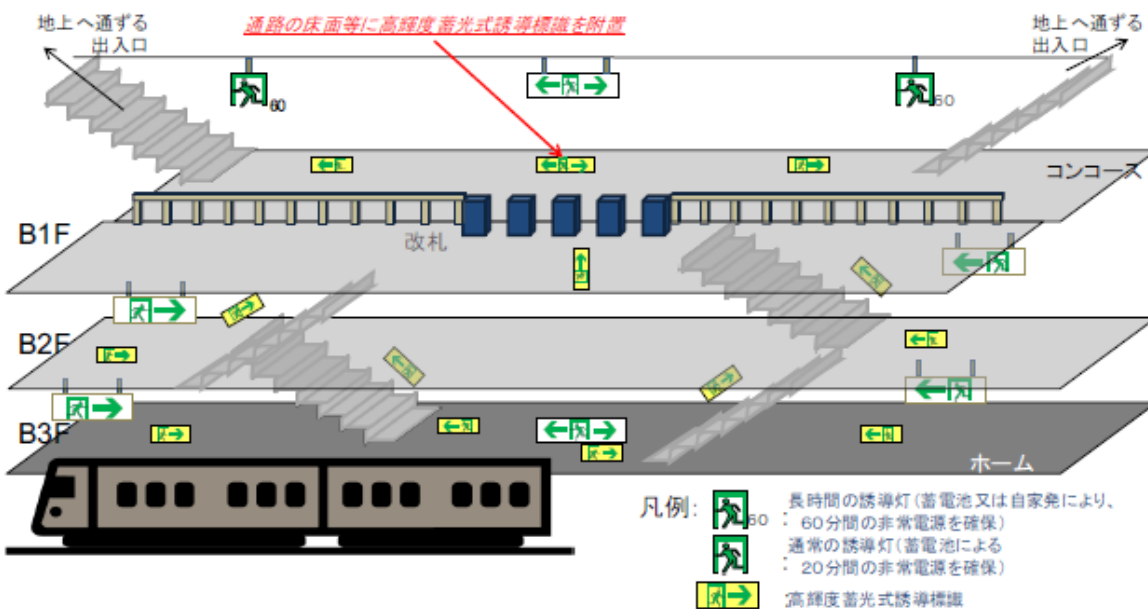 地上へ通ずる
出入口
通路の床面等に高輝度蓄光式誘導標識を附置
地上へ通ずる
出入口
60
60
コンコース
B1F
改札
B2F
B3F
ホーム
凡例:
60 : 長時間の誘導灯(蓄電池又は自家発により、
60分間の非常電源を確保)
: 通常の誘導灯(蓄電池による
20分間の非常電源を確保)
:高輝度蓄光式誘導標識